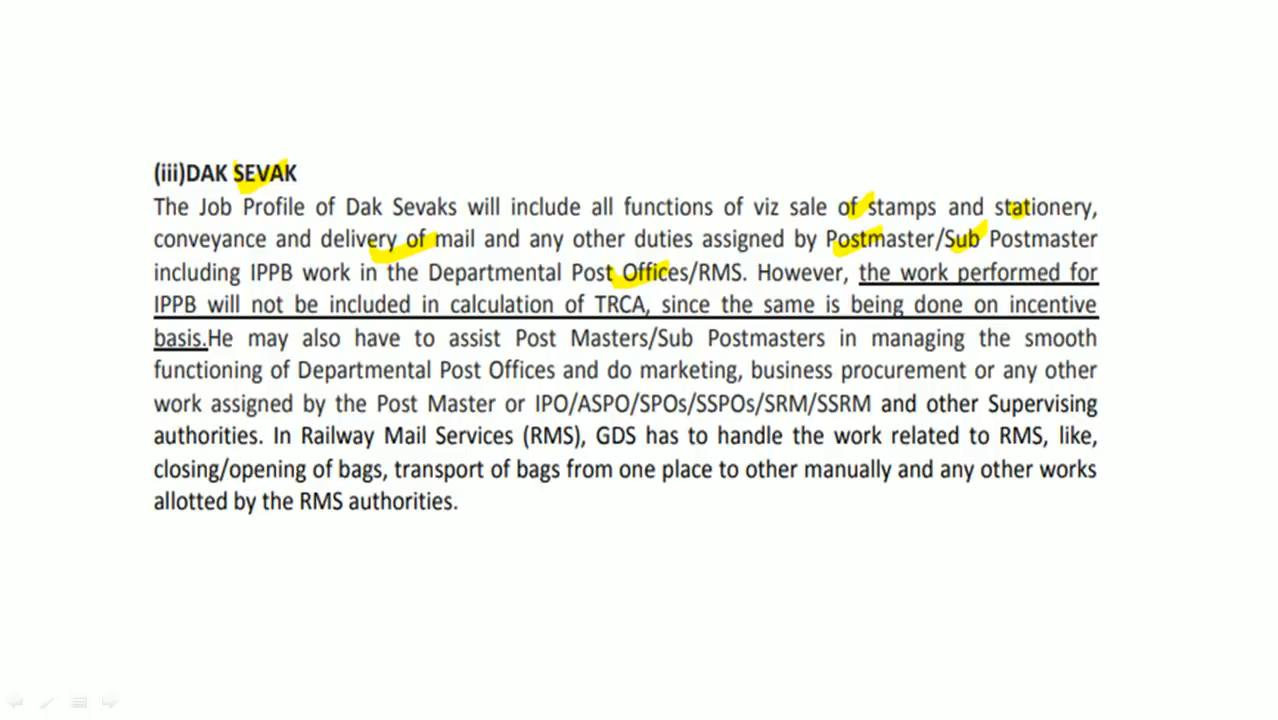 (iii)DAK SEVAK
The Job Profile of Dak Sevaks will include all functions of viz sale of stamps and stationery,
conveyance and delivery of mail and any other duties assigned by Postmaster/Sub Postmaster
including IPPB work in the Departmental Post Offices/RMS. However, the work performed for
IPPB will not be included in calculation of TRCA, since the same is being done on incentive
basis.He may also have to assist Post Masters/Sub Postmasters in managing the smooth
functioning of Departmental Post Offices and do marketing, business procurement or any other
work assigned by the Post Master or IPO/ASPO/SPOs/SSPOs/SRM/SSRM and other Supervising
authorities. In Railway Mail Services (RMS), GDS has to handle the work related to RMS, like,
closing/opening of bags, transport of bags from one place to other manually and any other works
allotted by the RMS authorities.